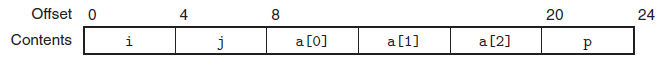 Offset 0 4 8 20 24
Contents i j a[0] a[1] a[2] p